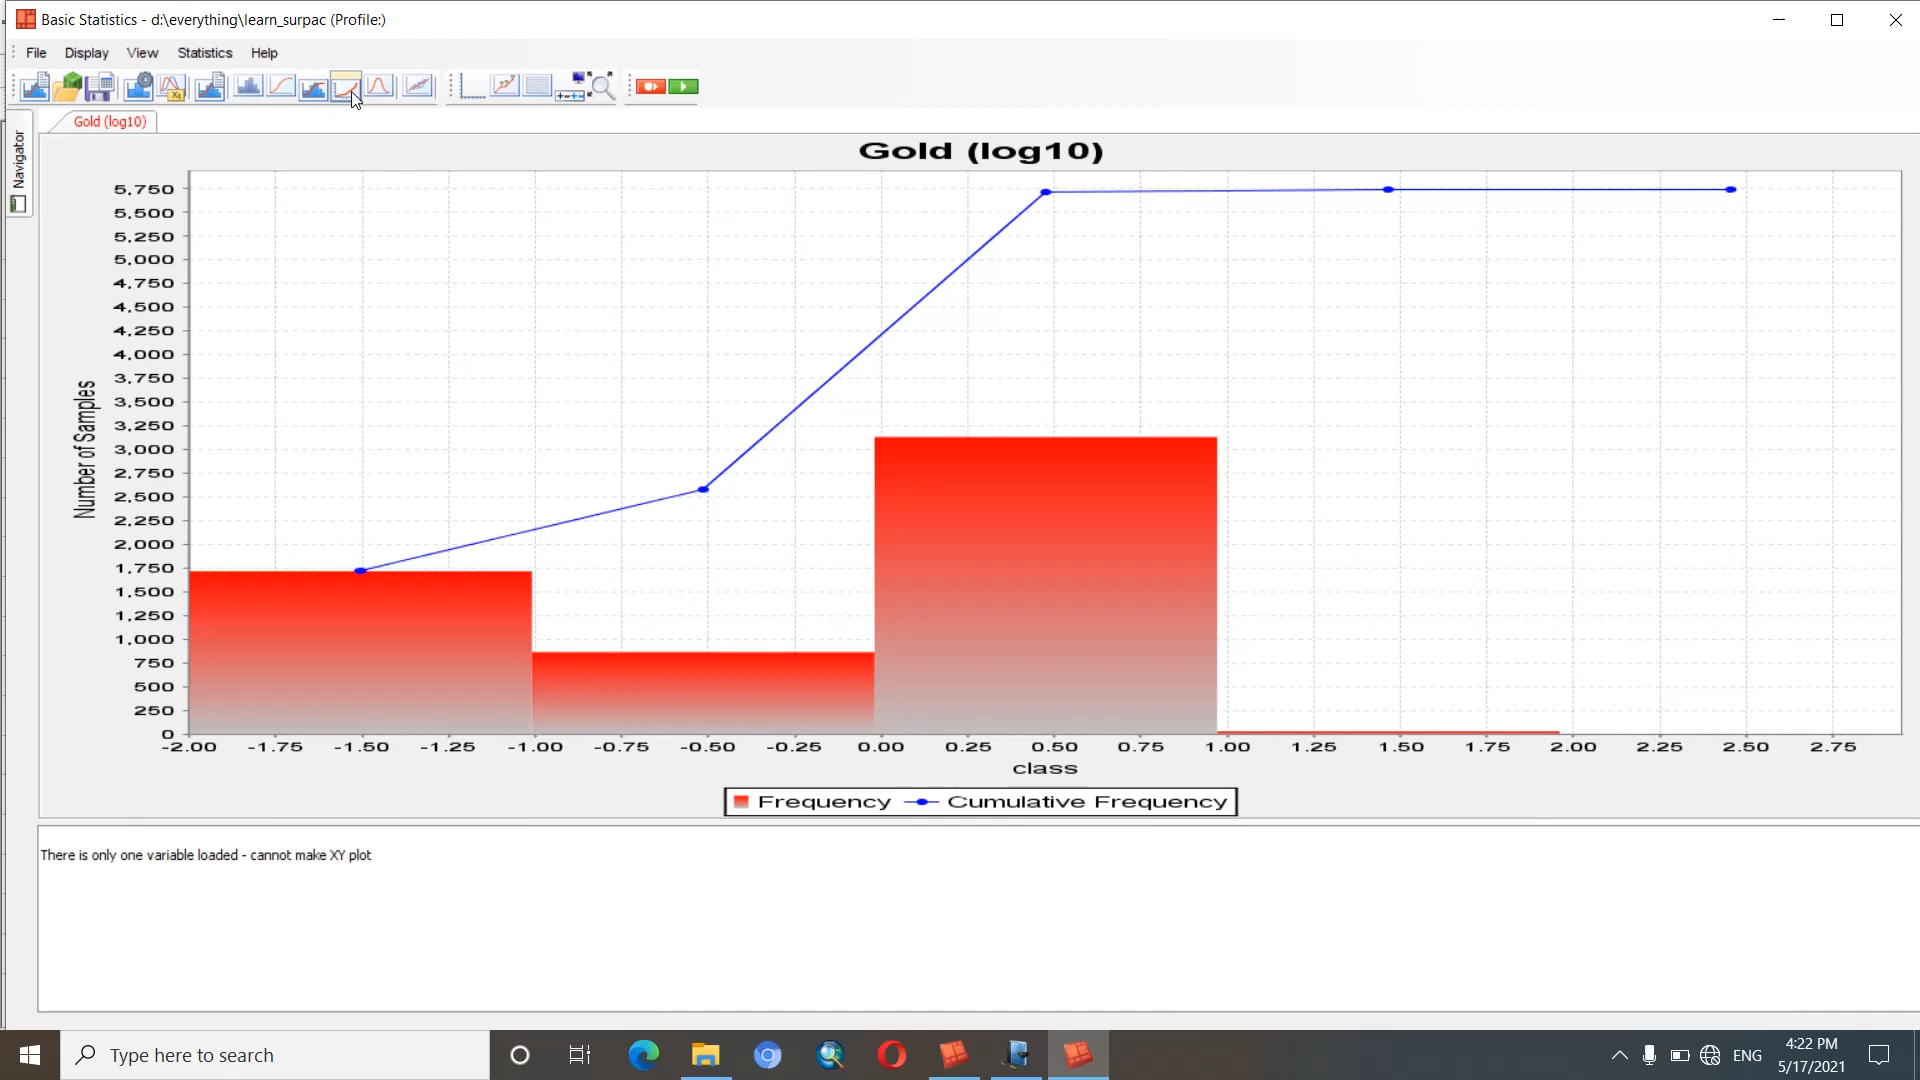 Basic Statistics - d:\everything\learn_surpac (Profile:)
File Display View Statistics Help
Gold (log10)
Navigator
Gold (log10)
5,750
5,500
5,250
5,000
4,750
4,500
4,250
4,000
3,750
3,500
3,250
3,000
2,750
2,500
2,250
2,000
1,750
1,500
1,250
1,000
750
500
250
0
Number of Samples
-2.00 -1.75 -1.50 -1.25 -1.00 -0.75 -0.50 -0.25 0.00 0.25 0.50 0.75 1.00 1.25 1.50 1.75 2.00 2.25 2.50 2.75
class
Frequency Cumulative Frequency
There is only one variable loaded - cannot make XY plot
Type here to search
ENG
4:22 PM
5/17/2021